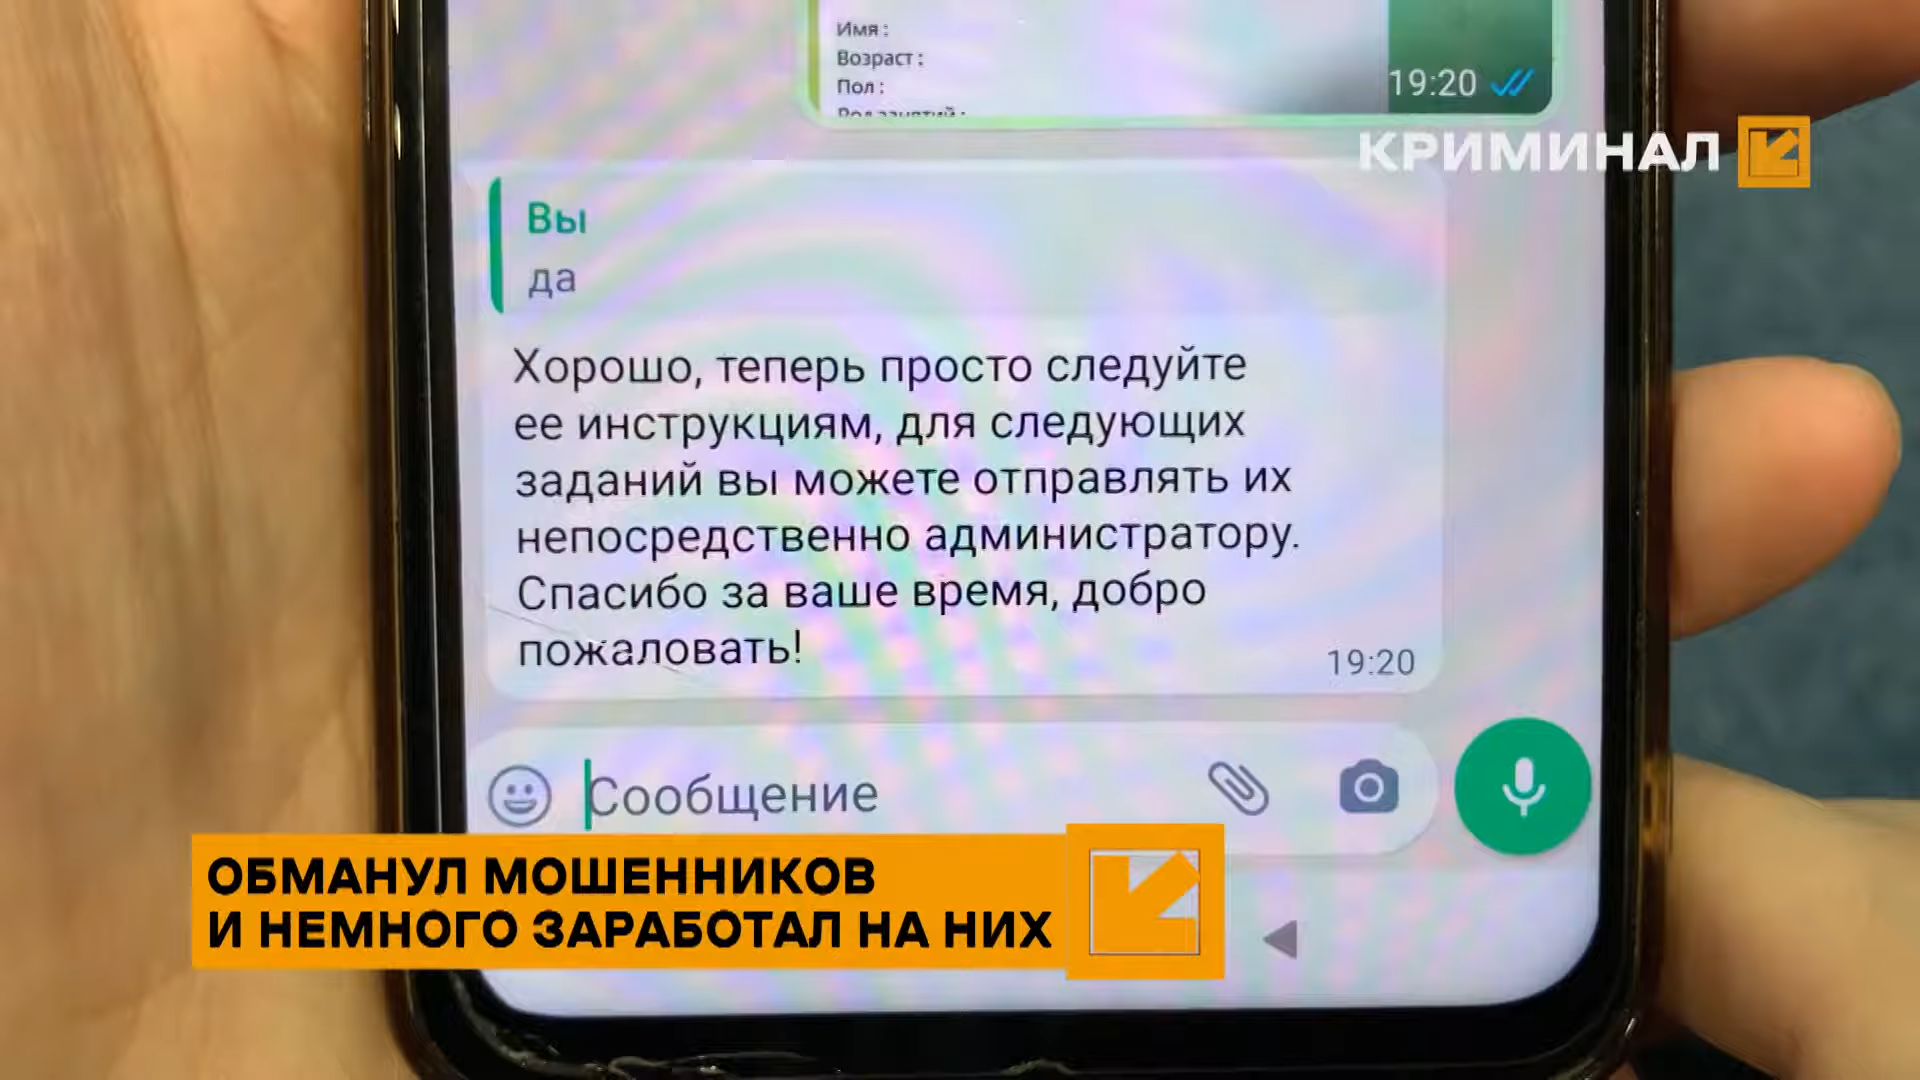 Имя :
Возраст :
Пол :
Род занятий :
19:20
КРИМИНАЛ
Вы
да
Хорошо, теперь просто следуйте
ее инструкциям, для следующих
заданий вы можете отправлять их
непосредственно администратору.
Спасибо за ваше время, добро
пожаловать!
19:20
Сообщение
ОБМАНУЛ МОШЕННИКОВ
И НЕМНОГО ЗАРАБОТАЛ НА НИХ